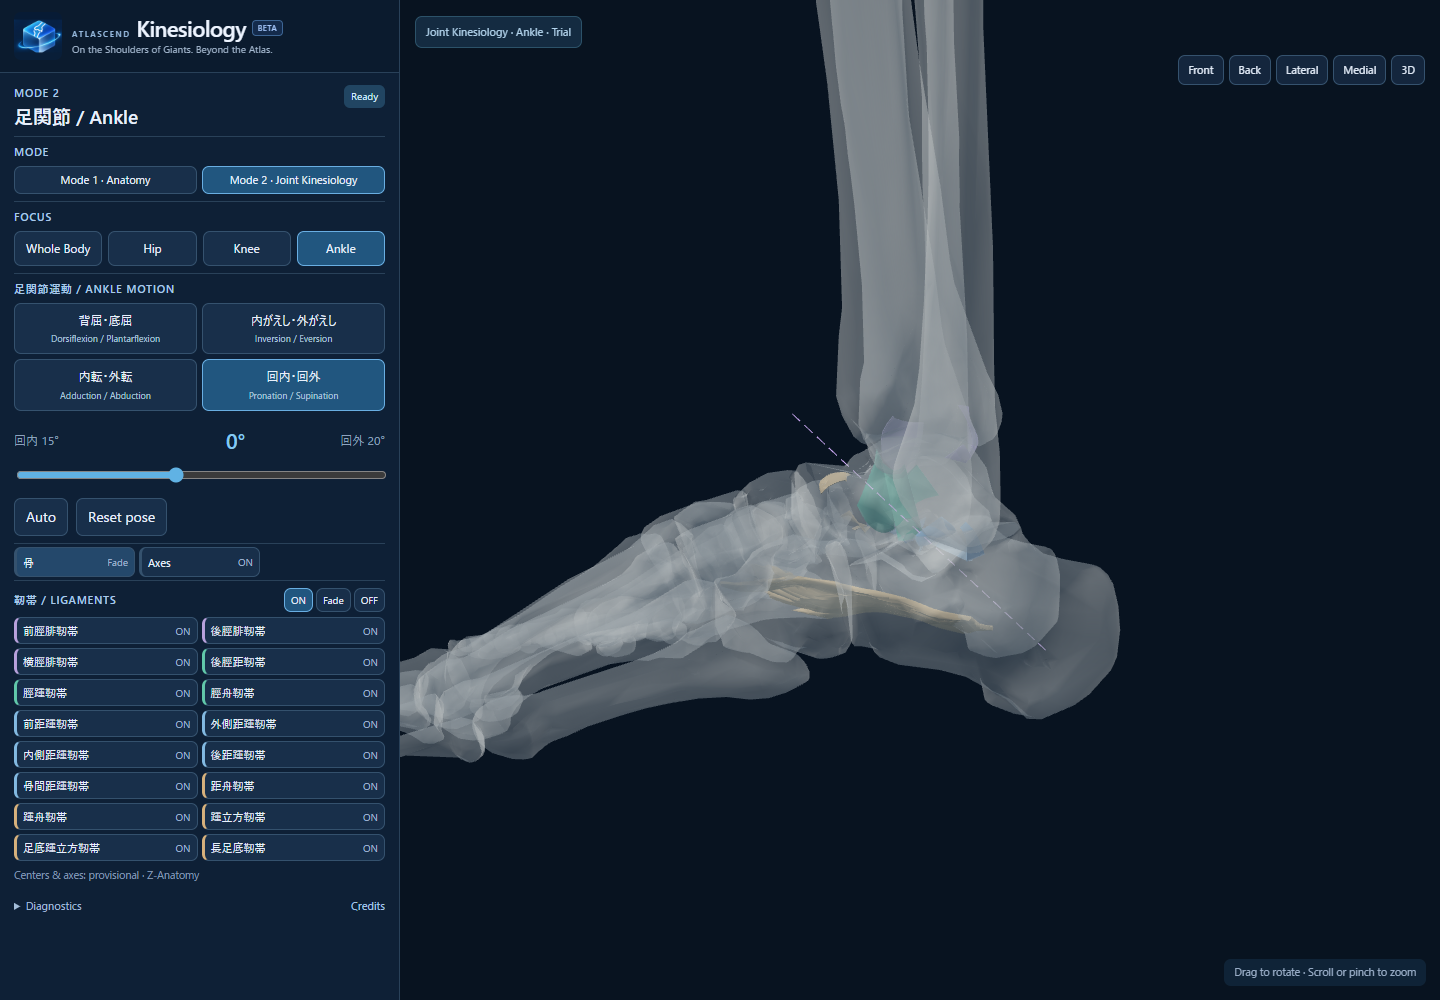 ATLASCEND Kinesiology BETA
On the Shoulders of Giants. Beyond the Atlas.
MODE 2
足関節 / Ankle
Ready
MODE
Mode 1 · Anatomy
Mode 2 · Joint Kinesiology
FOCUS
Whole Body
Hip
Knee
Ankle
足関節運動 / ANKLE MOTION
背屈・底屈
Dorsiflexion / Plantarflexion
内がえし・外がえし
Inversion / Eversion
内転・外転
Adduction / Abduction
回内・回外
Pronation / Supination
回内 15°
0°
回外 20°
Auto
Reset pose
骨 Fade
Axes ON
靭帯 / LIGAMENTS
ON
Fade
OFF
前脛腓靭帯 ON
後脛腓靭帯 ON
横脛腓靭帯 ON
後脛距靭帯 ON
脛踵靭帯 ON
脛舟靭帯 ON
前距踵靭帯 ON
外側距踵靭帯 ON
内側距踵靭帯 ON
後距踵靭帯 ON
骨間距踵靭帯 ON
距舟靭帯 ON
踵舟靭帯 ON
踵立方靭帯 ON
足底踵立方靭帯 ON
長足底靭帯 ON
Centers & axes: provisional · Z-Anatomy
▶ Diagnostics
Credits
Joint Kinesiology · Ankle · Trial
Front
Back
Lateral
Medial
3D
Drag to rotate · Scroll or pinch to zoom